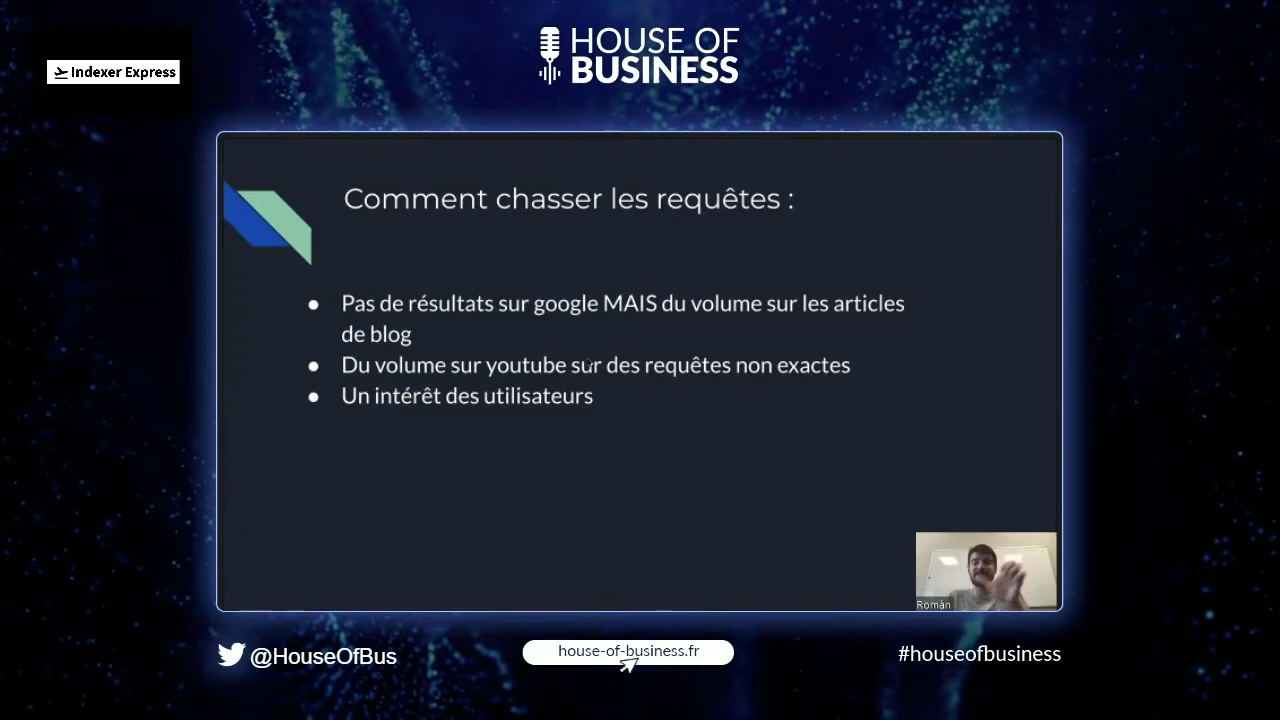 HOUSE OF
BUSINESS
Indexer Express
Comment chasser les requêtes :
● Pas de résultats sur google MAIS du volume sur les articles
de blog
● Du volume sur youtube sur des requêtes non exactes
● Un intérêt des utilisateurs
Romàn
@HouseOfBus
house-of-business.fr
#houseofbusiness